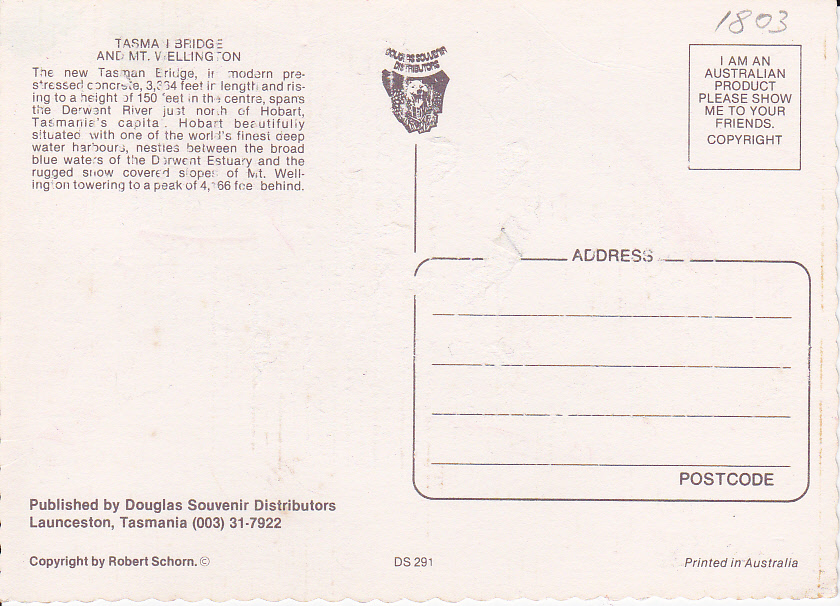 1803
TASMAN BRIDGE
AND MT. WELLINGTON
The new Tasman Bridge, in modern pre-
stressed concrete, 3,334 feet in length and ris-
ing to a height of 150 feet in the centre, spans
the Derwent River just north of Hobart,
Tasmania's capital. Hobart beautifully
situated with one of the world's finest deep
water harbours, nestles between the broad
blue waters of the Derwent Estuary and the
rugged snow covered slopes of Mt. Well-
ington towering to a peak of 4,166 feet behind.
DOUGLAS SOUVENIR
DISTRIBUTORS
I AM AN
AUSTRALIAN
PRODUCT
PLEASE SHOW
ME TO YOUR
FRIENDS.
COPYRIGHT
ADDRESS
POSTCODE
Published by Douglas Souvenir Distributors
Launceston, Tasmania (003) 31-7922
Copyright by Robert Schorn. ©
DS 291
Printed in Australia